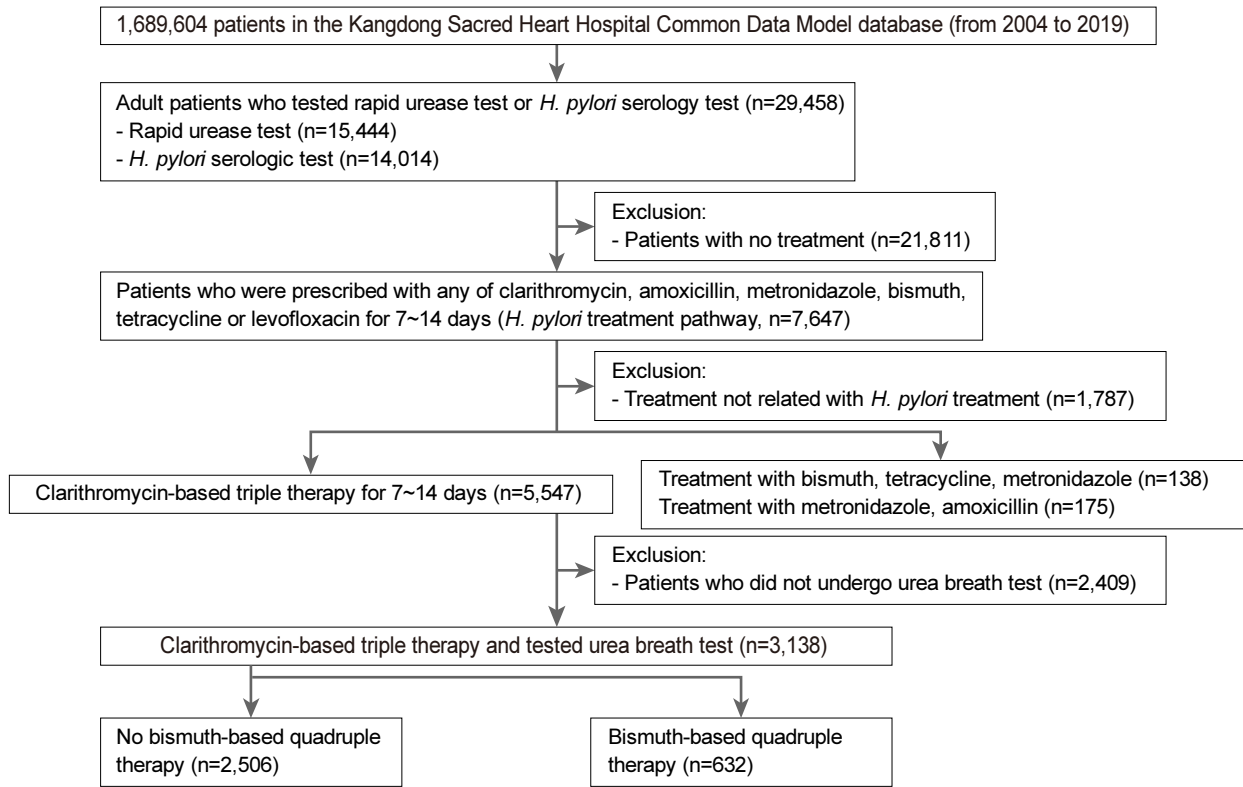 1,689,604 patients in the Kangdong Sacred Heart Hospital Common Data Model database (from 2004 to 2019)
Adult patients who tested rapid urease test or H. pylori serology test (n=29,458)
- Rapid urease test (n=15,444)
- H. pylori serologic test (n=14,014)
Exclusion:
- Patients with no treatment (n=21,811)
Patients who were prescribed with any of clarithromycin, amoxicillin, metronidazole, bismuth,
tetracycline or levofloxacin for 7~14 days (H. pylori treatment pathway, n=7,647)
Exclusion:
- Treatment not related with H. pylori treatment (n=1,787)
Clarithromycin-based triple therapy for 7~14 days (n=5,547)
Treatment with bismuth, tetracycline, metronidazole (n=138)
Treatment with metronidazole, amoxicillin (n=175)
Exclusion:
- Patients who did not undergo urea breath test (n=2,409)
Clarithromycin-based triple therapy and tested urea breath test (n=3,138)
No bismuth-based quadruple
therapy (n=2,506)
Bismuth-based quadruple
therapy (n=632)